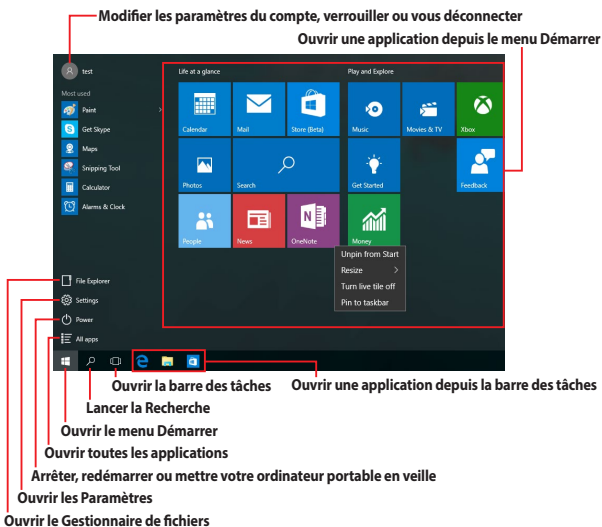 Modifier les paramètres du compte, verrouiller ou vous déconnecter
Ouvrir une application depuis le menu Démarrer
test
Life at a glance
Play and Explore
Most used
Paint
Get Skype
Maps
Snipping Tool
Calculator
Alarms & Clock
Calendar
Mail
Store (Beta)
Music
Movies & TV
Xbox
Photos
Search
Get Started
Feedback
People
News
OneNote
Money
Unpin from Start
Resize
Turn live tile off
Pin to taskbar
File Explorer
Settings
Power
All apps
Ouvrir la barre des tâches
Ouvrir une application depuis la barre des tâches
Lancer la Recherche
Ouvrir le menu Démarrer
Ouvrir toutes les applications
Arrêter, redémarrer ou mettre votre ordinateur portable en veille
Ouvrir les Paramètres
Ouvrir le Gestionnaire de fichiers